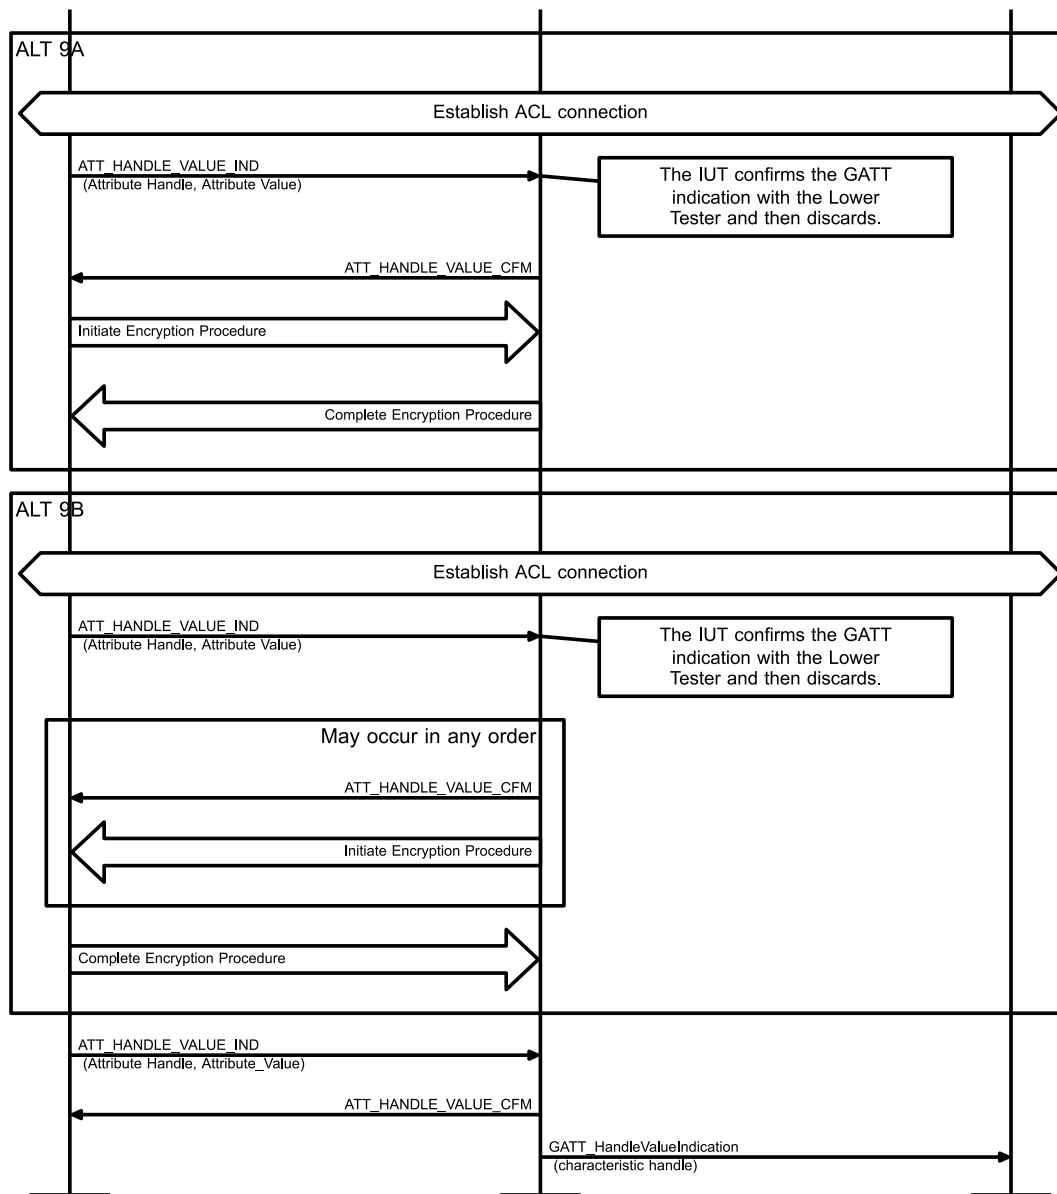 ALT 9A
Establish ACL connection
ATT_HANDLE_VALUE_IND
(Attribute Handle, Attribute Value)
The IUT confirms the GATT
indication with the Lower
Tester and then discards.
ATT_HANDLE_VALUE_CFM
Initiate Encryption Procedure
Complete Encryption Procedure
ALT 9B
Establish ACL connection
ATT_HANDLE_VALUE_IND
(Attribute Handle, Attribute Value)
The IUT confirms the GATT
indication with the Lower
Tester and then discards.
May occur in any order
ATT_HANDLE_VALUE_CFM
Initiate Encryption Procedure
Complete Encryption Procedure
ATT_HANDLE_VALUE_IND
(Attribute Handle, Attribute_Value)
ATT_HANDLE_VALUE_CFM
GATT_HandleValueIndication
(characteristic handle)